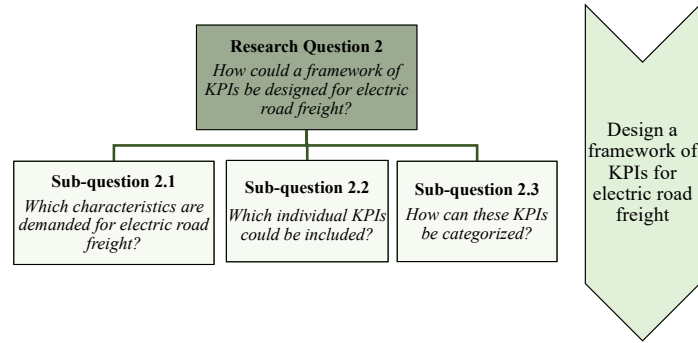 Research Question 2
How could a framework of
KPIs be designed for electric
road freight?
Sub-question 2.1
Which characteristics are
demanded for electric road
freight?
Sub-question 2.2
Which individual KPIs
could be included?
Sub-question 2.3
How can these KPIs
be categorized?
Design a
framework of
KPIs for
electric road
freight